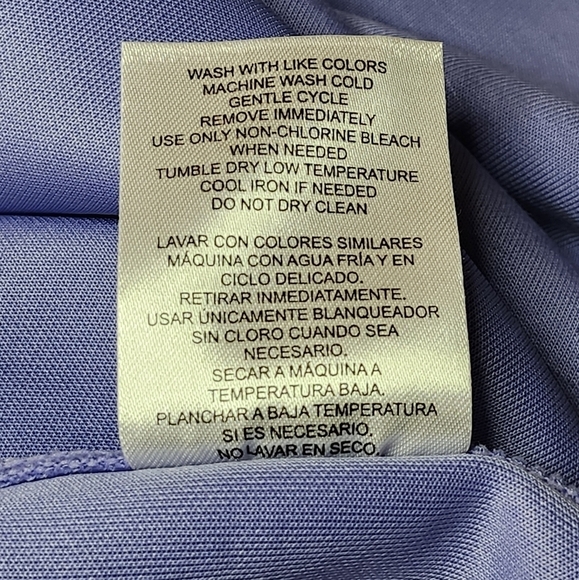 WASH WITH LIKE COLORS
MACHINE WASH COLD
GENTLE CYCLE
REMOVE IMMEDIATELY
USE ONLY NON-CHLORINE BLEACH
WHEN NEEDED
TUMBLE DRY LOW TEMPERATURE
COOL IRON IF NEEDED
DO NOT DRY CLEAN
LAVAR CON COLORES SIMILARES
MÁQUINA CON AGUA FRÍA Y EN
CICLO DELICADO.
RETIRAR INMEDIATAMENTE.
USAR ÚNICAMENTE BLANQUEADOR
SIN CLORO CUANDO SEA
NECESARIO.
SECAR A MÁQUINA A
TEMPERATURA BAJA.
PLANCHAR A BAJA TEMPERATURA
SI ES NECESARIO.
NO LAVAR EN SECO.